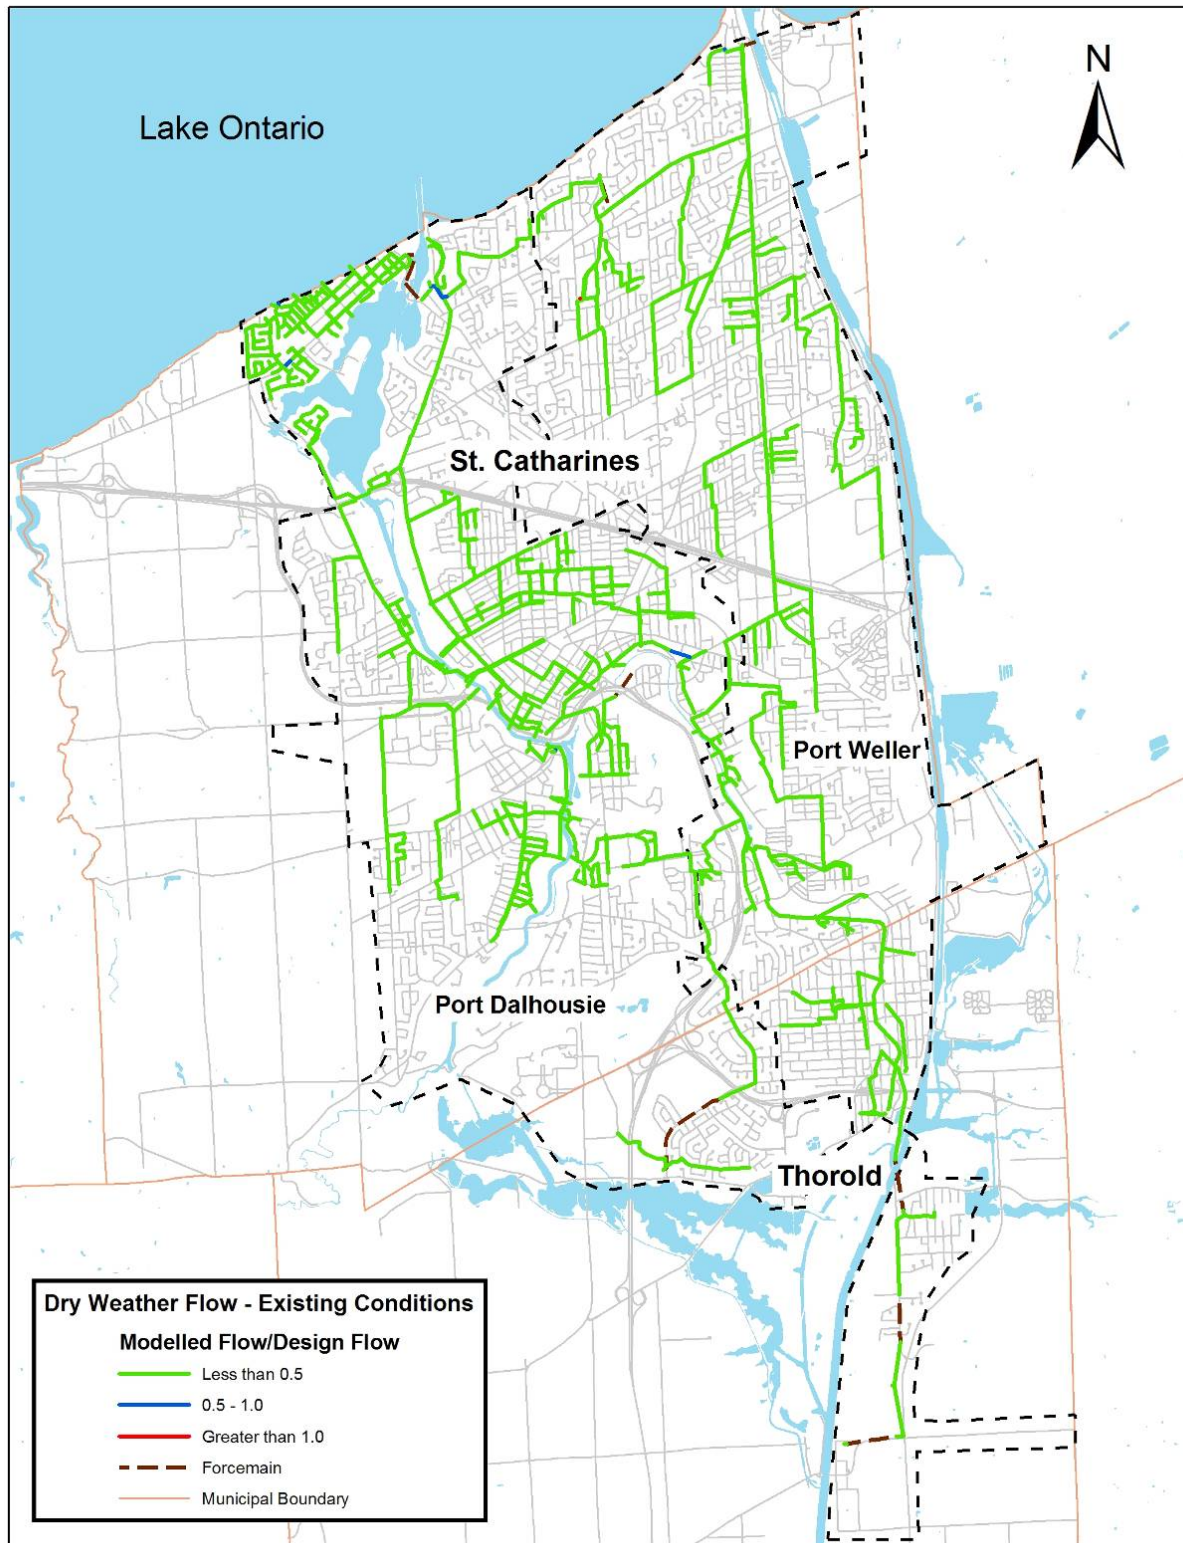 N
Lake Ontario
St. Catharines
Port Weller
Port Dalhousie
Thorold
Dry Weather Flow - Existing Conditions
Modelled Flow/Design Flow
Less than 0.5
0.5 - 1.0
Greater than 1.0
Forcemain
Municipal Boundary